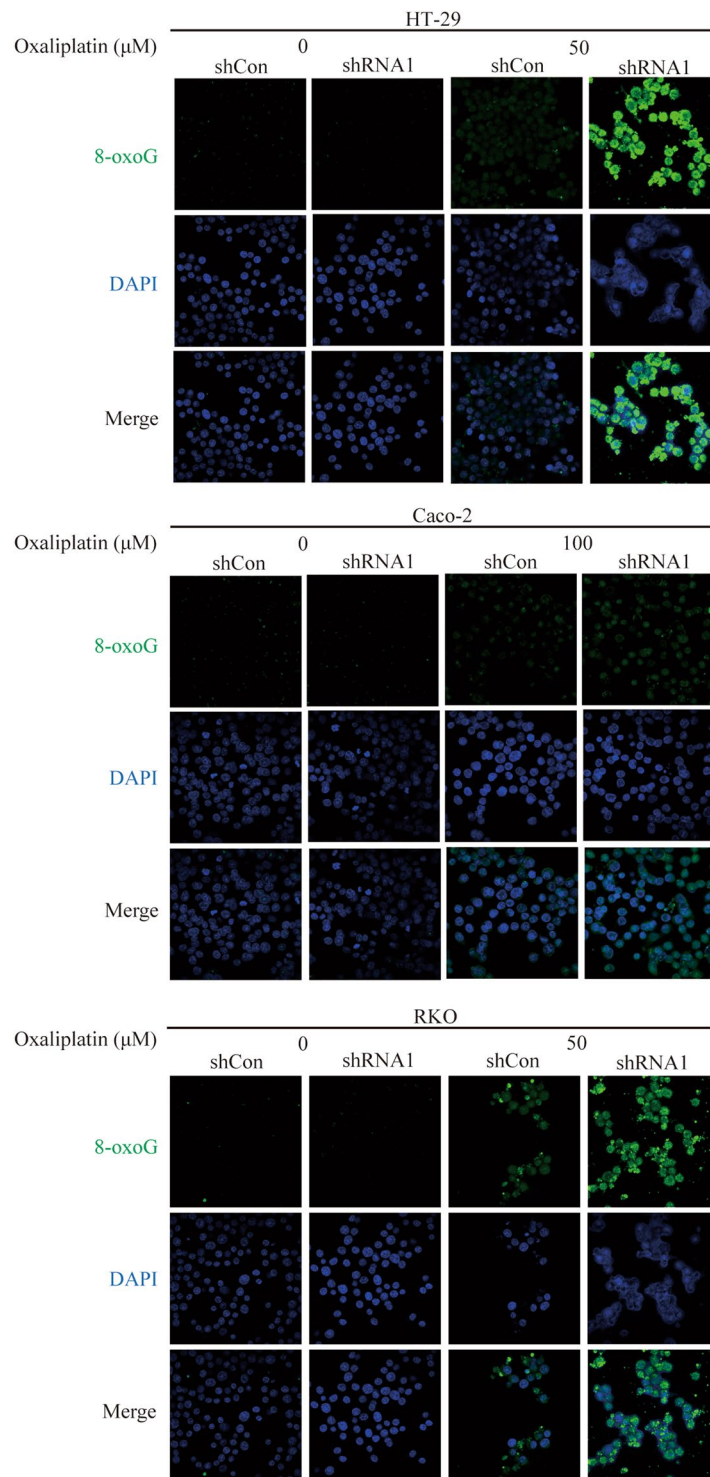 HT-29
Oxaliplatin (μM) 0 50
shCon shRNA1 shCon shRNA1
8-oxoG
DAPI
Merge
Caco-2
Oxaliplatin (μM) 0 100
shCon shRNA1 shCon shRNA1
8-oxoG
DAPI
Merge
RKO
Oxaliplatin (μM) 0 50
shCon shRNA1 shCon shRNA1
8-oxoG
DAPI
Merge